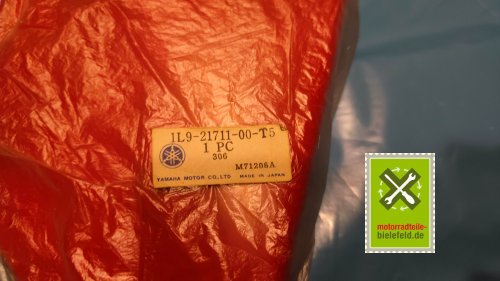 1L9-21711-00-T5
1 PC
306
M71206A
YAMAHA MOTOR CO., LTD MADE IN JAPAN
motorradteile-
bielefeld.de